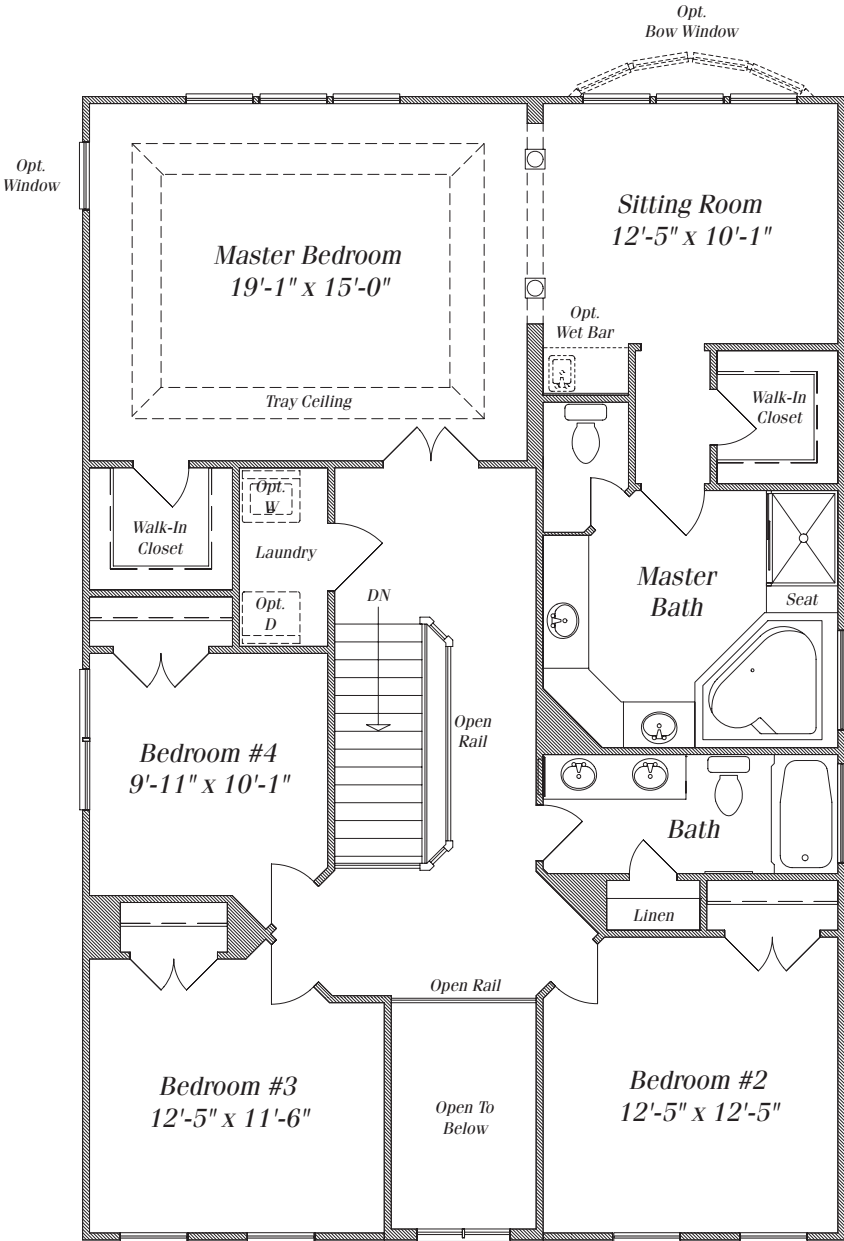 Opt.
Bow Window
Opt.
Window
Sitting Room
12'-5" x 10'-1"
Master Bedroom
19'-1" x 15'-0"
Opt.
Wet Bar
Tray Ceiling
Walk-In
Closet
Opt.
W
Walk-In
Closet
Laundry
Master
Bath
Opt.
D
DN
Seat
Open
Rail
Bedroom #4
9'-11" x 10'-1"
Bath
Linen
Open Rail
Bedroom #3
12'-5" x 11'-6"
Open To
Below
Bedroom #2
12'-5" x 12'-5"